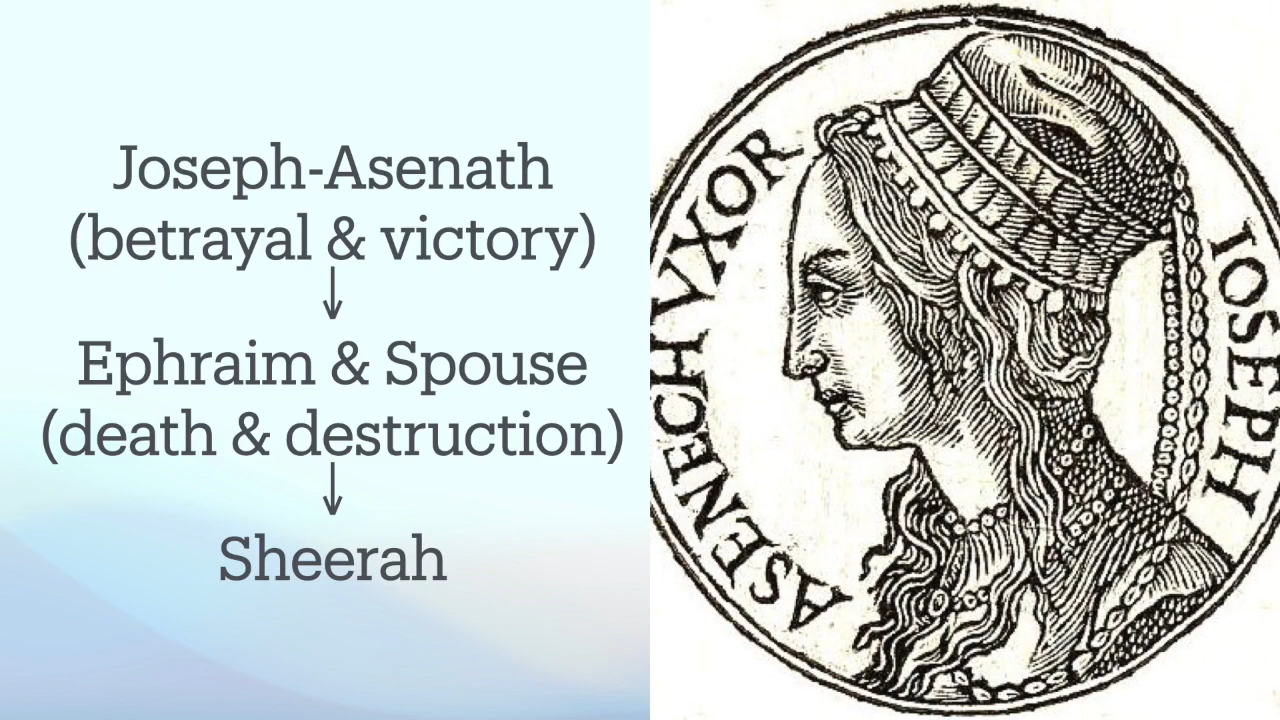 Joseph-Asenath
(betrayal & victory)
↓
Ephraim & Spouse
(death & destruction)
↓
Sheerah
ASENECH VXOR
IOSEPH